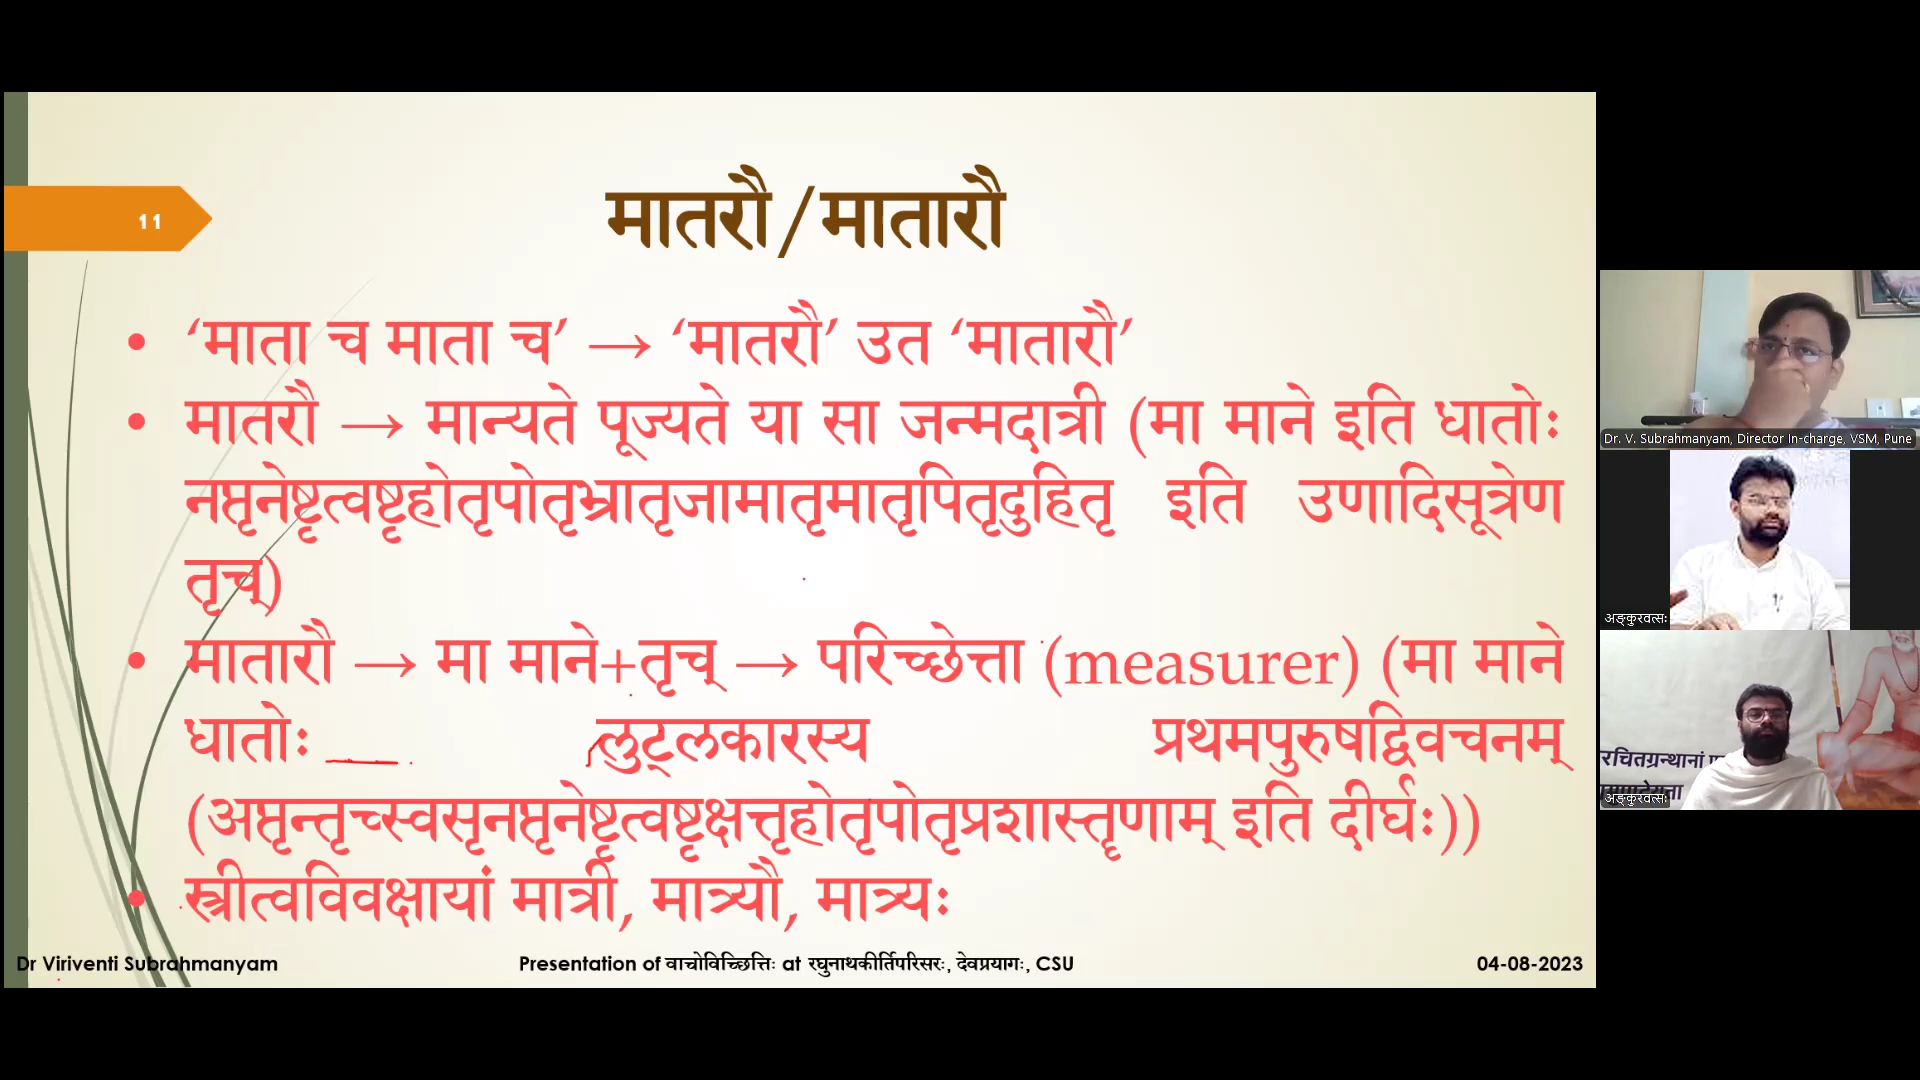 11
मातरौ/मातारौ
‘माता च माता च’ → ‘मातरौ’ उत ‘मातारौ’
मातरौ → मान्यते पूज्यते या सा जन्मदात्री (मा माने इति धातोः
नप्तृनेष्टृत्वष्टृहोतृपोतृभ्रातृजामातृमातृपितृदुहितृ इति उणादिसूत्रेण
तृच्)
मातारौ → मा माने+तृच् → परिच्छेत्ता (measurer) (मा माने
धातोः लुट्लकारस्य प्रथमपुरुषद्विवचनम्
(अप्तृन्तृच्स्वसृनप्तृनेष्टृत्वष्टृक्षत्तृहोतृपोतृप्रशास्तॄणाम् इति दीर्घः))
स्त्रीत्वविवक्षायां मात्री, मात्र्यौ, मात्र्यः
Dr Viriventi Subrahmanyam
Presentation of वाचोविच्छित्तिः at रघुनाथकीर्तिपरिसरः, देवप्रयागः, CSU
04-08-2023
Dr. V. Subrahmanyam, Director In-charge, VSM, Pune
अङ्कुरवत्सः
रचितग्रन्थानां
अङ्कुरवत्सः